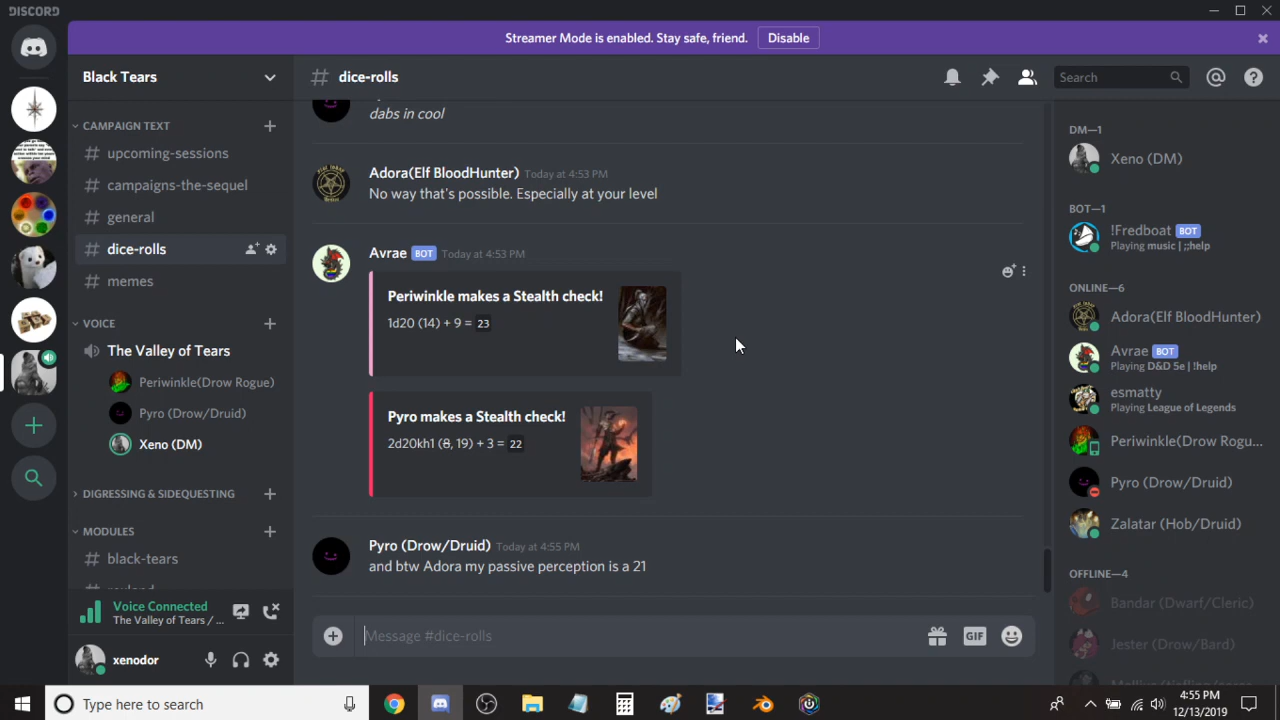 DISCORD
Streamer Mode is enabled. Stay safe, friend.
Disable
Black Tears
# dice-rolls
Search
CAMPAIGN TEXT
# upcoming-sessions
# campaigns-the-sequel
# general
# dice-rolls
# memes
VOICE
The Valley of Tears
Periwinkle(Drow Rogue)
Pyro (Drow/Druid)
Xeno (DM)
DIGRESSING & SIDEQUESTING
MODULES
# black-tears
Voice Connected
The Valley of Tears / ...
xenodor
dabs in cool
Adora(Elf BloodHunter) Today at 4:53 PM
No way that's possible. Especially at your level
Avrae BOT Today at 4:53 PM
Periwinkle makes a Stealth check!
1d20 (14) + 9 = 23
Pyro makes a Stealth check!
2d20kh1 (8, 19) + 3 = 22
Pyro (Drow/Druid) Today at 4:55 PM
and btw Adora my passive perception is a 21
Message #dice-rolls
GIF
DM—1
Xeno (DM)
BOT—1
!Fredboat BOT
Playing music | ;;help
ONLINE—6
Adora(Elf BloodHunter)
Avrae BOT
Playing D&D 5e | !help
esmatty
Playing League of Legends
Periwinkle(Drow Rogu...
Pyro (Drow/Druid)
Zalatar (Hob/Druid)
OFFLINE—4
Bandar (Dwarf/Cleric)
Jester (Drow/Bard)
Type here to search
4:55 PM
12/13/2019